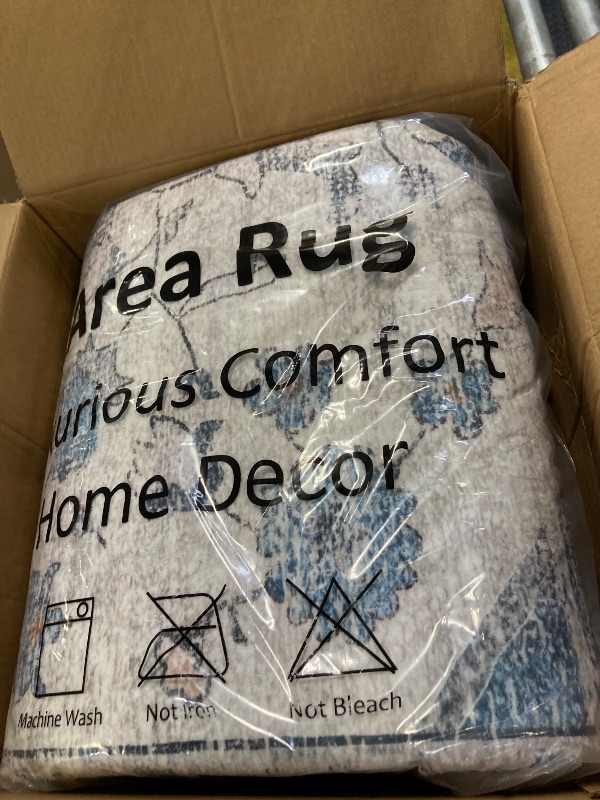 Area Rug
urious Comfort
Home Decor
Machine Wash Not Iron Not Bleach